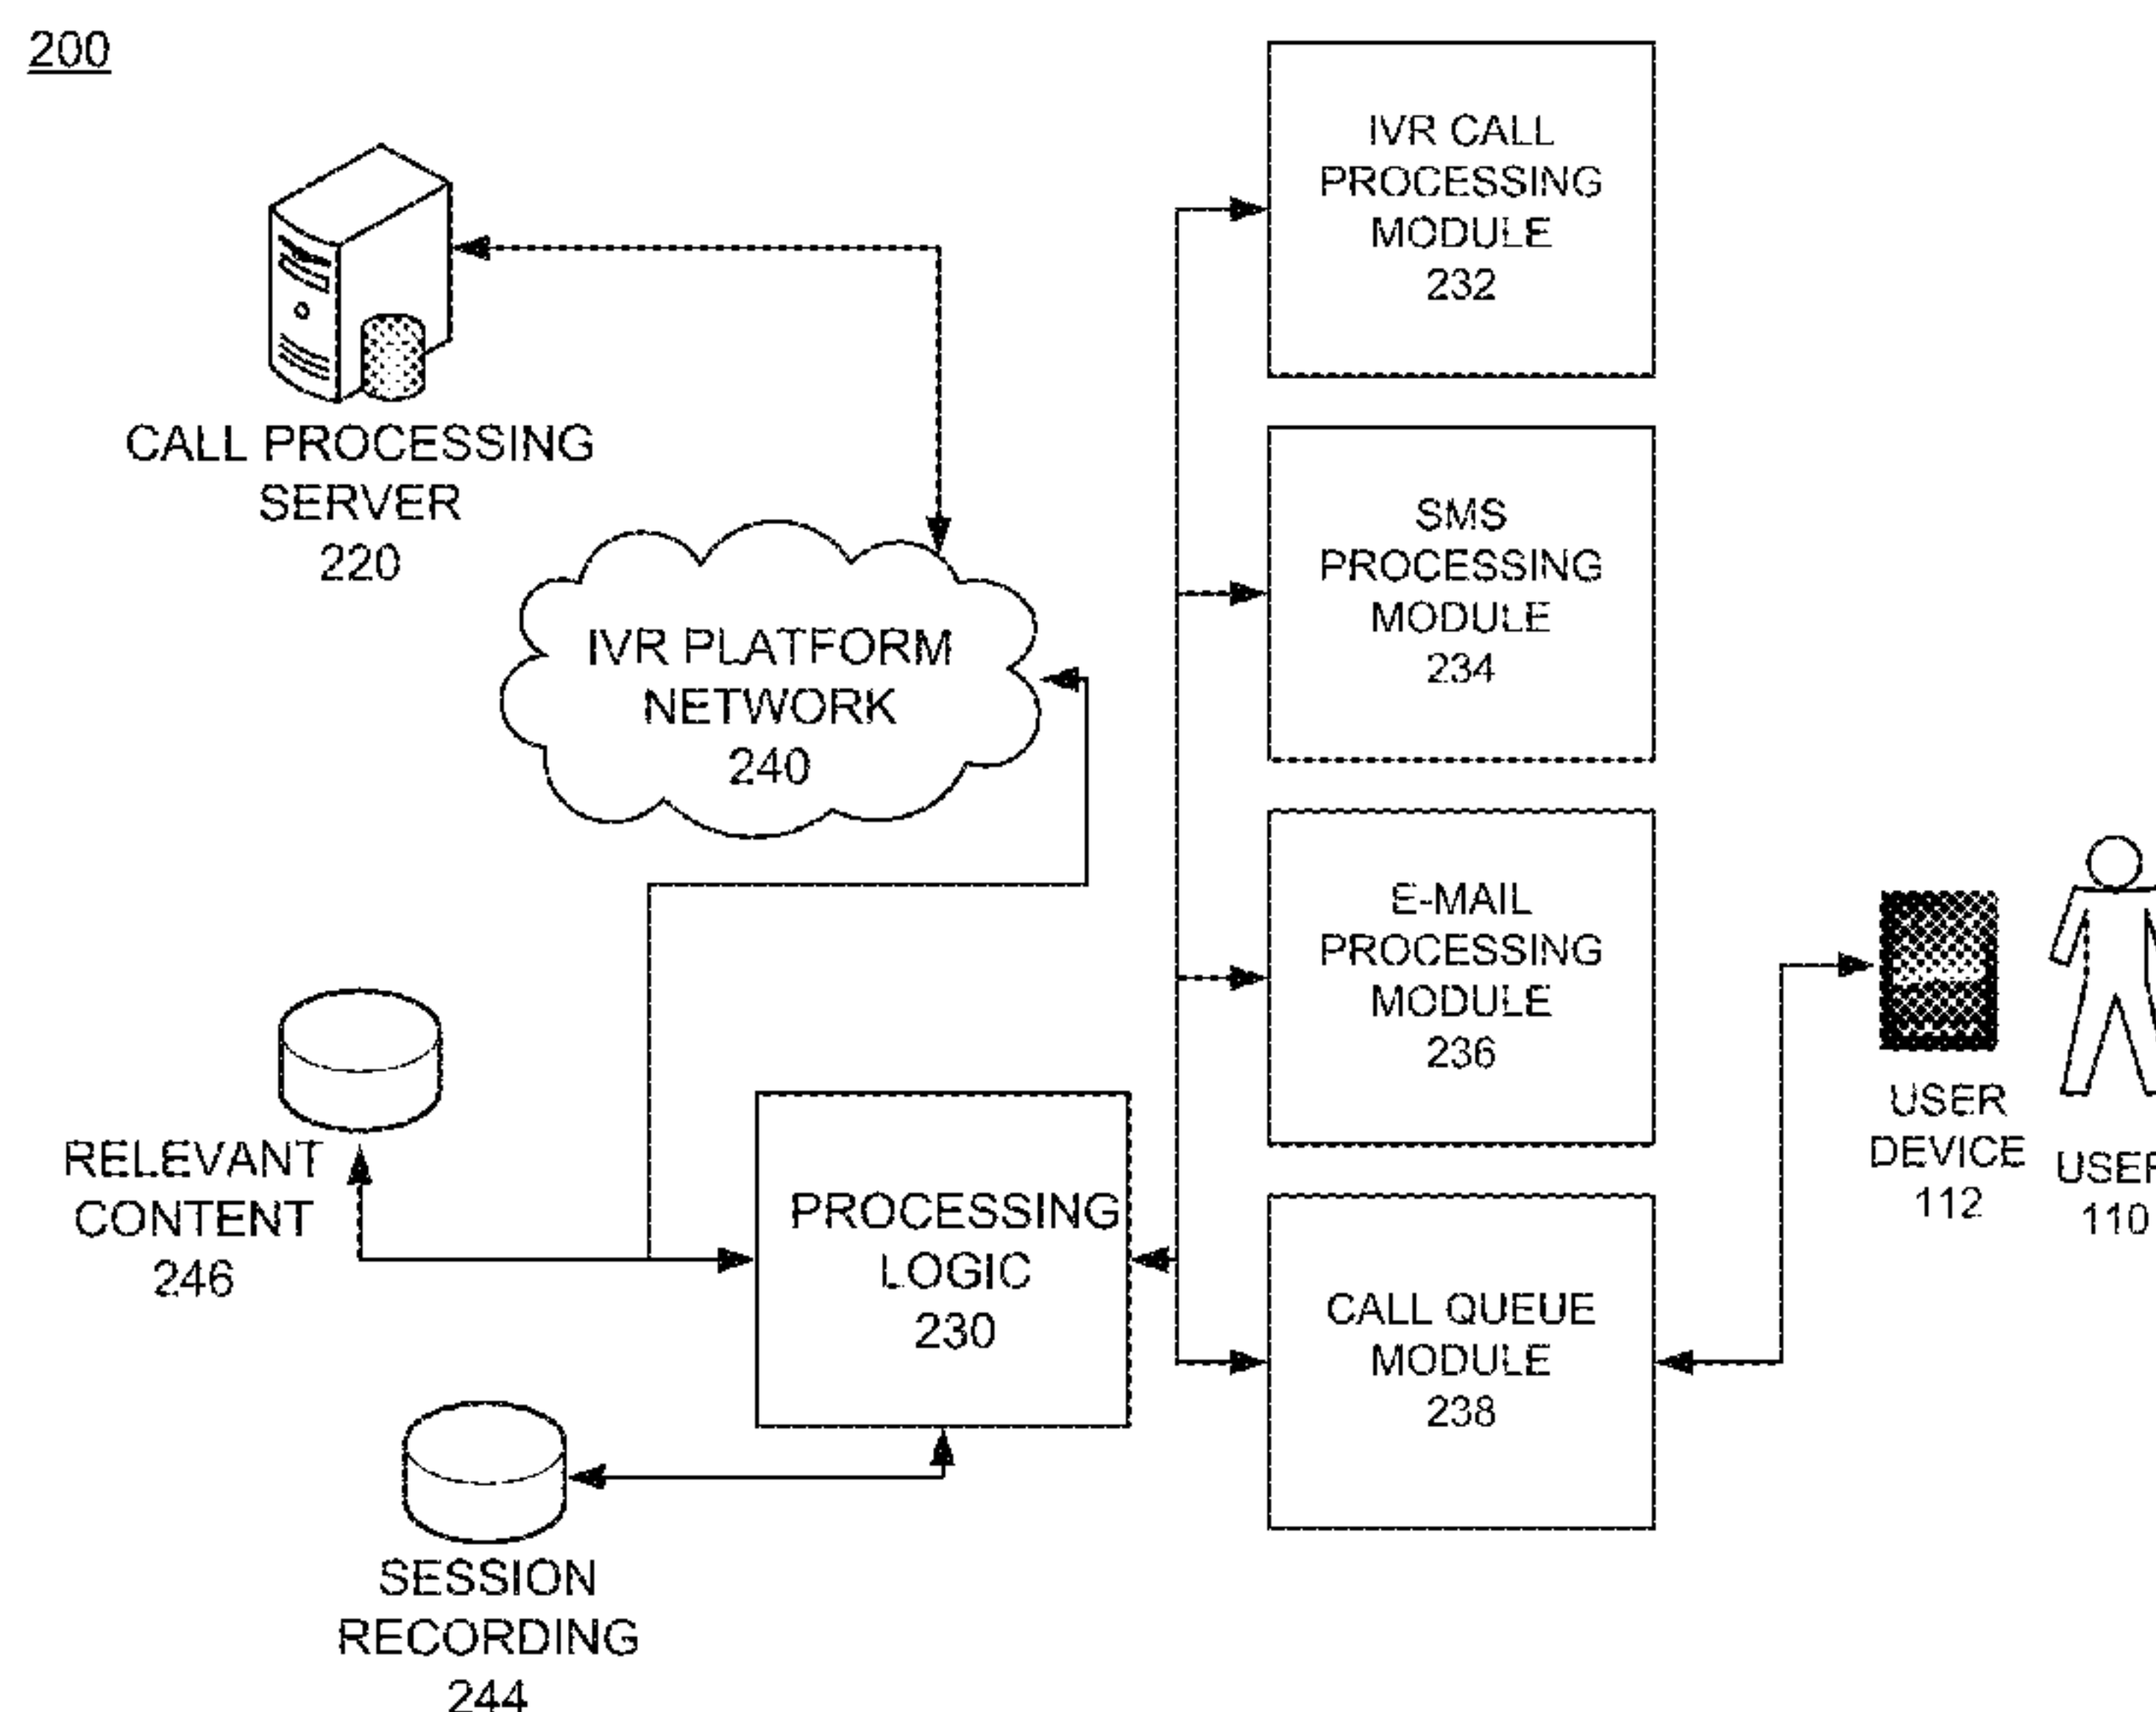 200
IVR CALL
PROCESSING
MODULE
232
CALL PROCESSING
SERVER
220
SMS
PROCESSING
MODULE
234
IVR PLATFORM
NETWORK
240
E-MAIL
PROCESSING
MODULE
236
USER
DEVICE
112
USER
110
RELEVANT
CONTENT
246
PROCESSING
LOGIC
230
CALL QUEUE
MODULE
238
SESSION
RECORDING
244